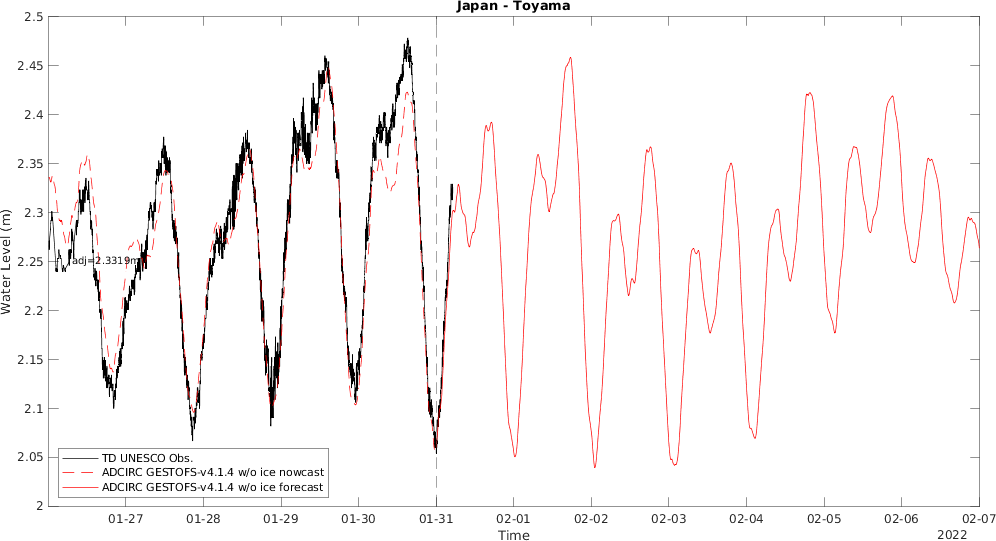 Japan - Toyama
2.5
2.45
2.4
2.35
2.3
2.25
2.2
2.15
2.1
2.05
2
Water Level (m)
adj=2.3319m
TD UNESCO Obs.
ADCIRC GESTOFS-v4.1.4 w/o ice nowcast
ADCIRC GESTOFS-v4.1.4 w/o ice forecast
01-27 01-28 01-29 01-30 01-31 02-01 02-02 02-03 02-04 02-05 02-06 02-07
Time
2022